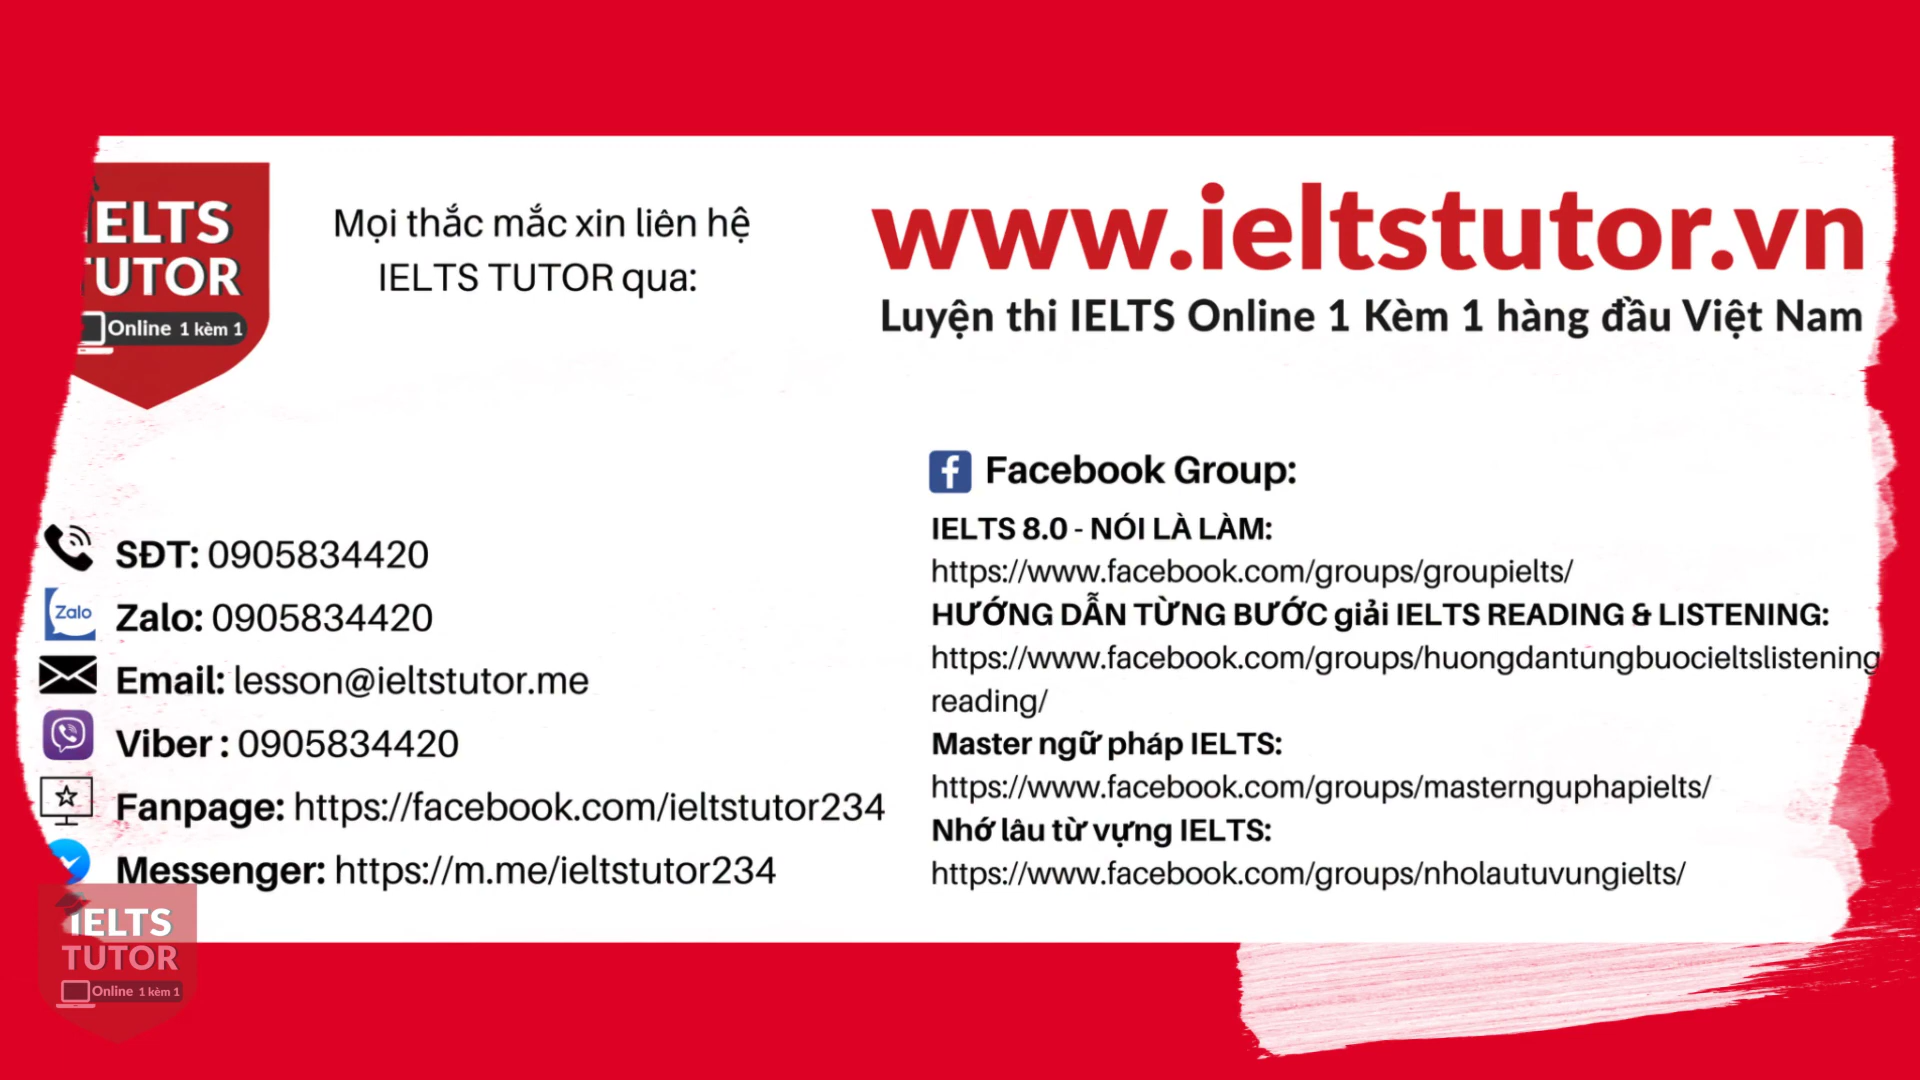 IELTS
TUTOR
Online 1 kèm 1
Mọi thắc mắc xin liên hệ
IELTS TUTOR qua:
www.ieltstutor.vn
Luyện thi IELTS Online 1 Kèm 1 hàng đầu Việt Nam
SĐT: 0905834420
Zalo
Zalo: 0905834420
Email: lesson@ieltstutor.me
Viber : 0905834420
Fanpage: https://facebook.com/ieltstutor234
Messenger: https://m.me/ieltstutor234
Facebook Group:
IELTS 8.0 - NÓI LÀ LÀM:
https://www.facebook.com/groups/groupielts/
HƯỚNG DẪN TỪNG BƯỚC giải IELTS READING & LISTENING:
https://www.facebook.com/groups/huongdantungbuocieltslistening
reading/
Master ngữ pháp IELTS:
https://www.facebook.com/groups/masternguphapielts/
Nhớ lâu từ vựng IELTS:
https://www.facebook.com/groups/nholautuvungielts/
IELTS
TUTOR
Online 1 kèm 1